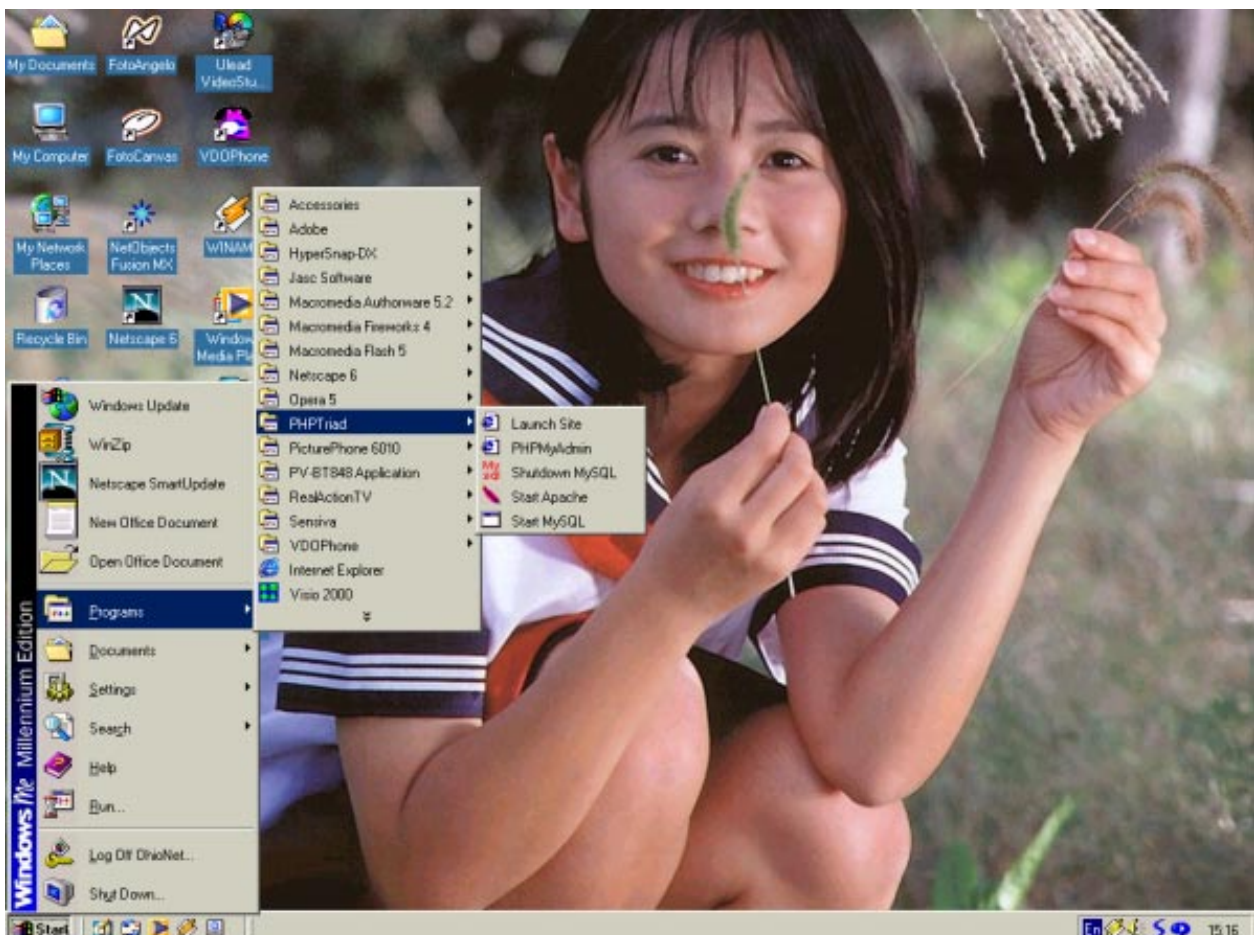 My Documents
FotoAngelo
Ulead
VideoStu...
My Computer
FotoCanvas
VDOPhone
My Network
Places
NetObjects
Fusion MX
WINAM
Recycle Bin
Netscape 6
Window
Media Pla
Accessories
Adobe
HyperSnap-DX
Jasc Software
Macromedia Authorware 5.2
Macromedia Fireworks 4
Macromedia Flash 5
Netscape 6
Opera 5
PHPTriad
PicturePhone 6010
PV-BT848 Application
RealActionTV
Sensiva
VDOPhone
Internet Explorer
Visio 2000
Launch Site
PHPMyAdmin
Shutdown MySQL
Start Apache
Start MySQL
Windows Update
WinZip
Netscape SmartUpdate
New Office Document
Open Office Document
Programs
Documents
Settings
Search
Help
Run...
Log Off OhioNet...
Shut Down...
Windows Me Millennium Edition
Start
En
15:16